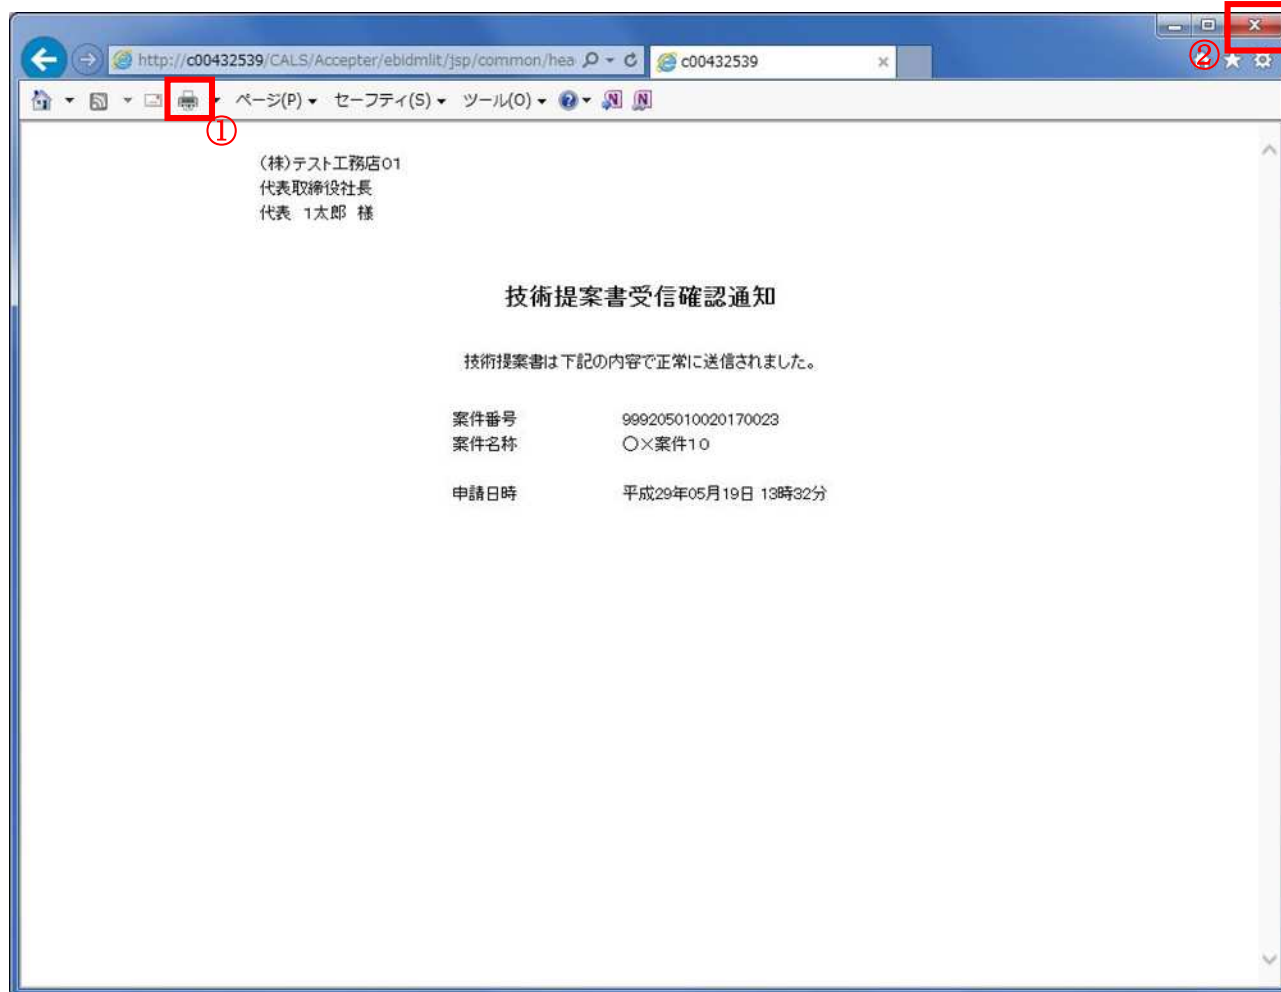 ②
http://c00432539/CALS/Accepter/ebidmlit/jsp/common/hea
c00432539
ページ(P) セーフティ(S) ツール(O)
①
(株)テスト工務店01
代表取締役社長
代表 1太郎 様
技術提案書受信確認通知
技術提案書は下記の内容で正常に送信されました。
案件番号 999205010020170023
案件名称 〇×案件10
申請日時 平成29年05月19日 13時32分